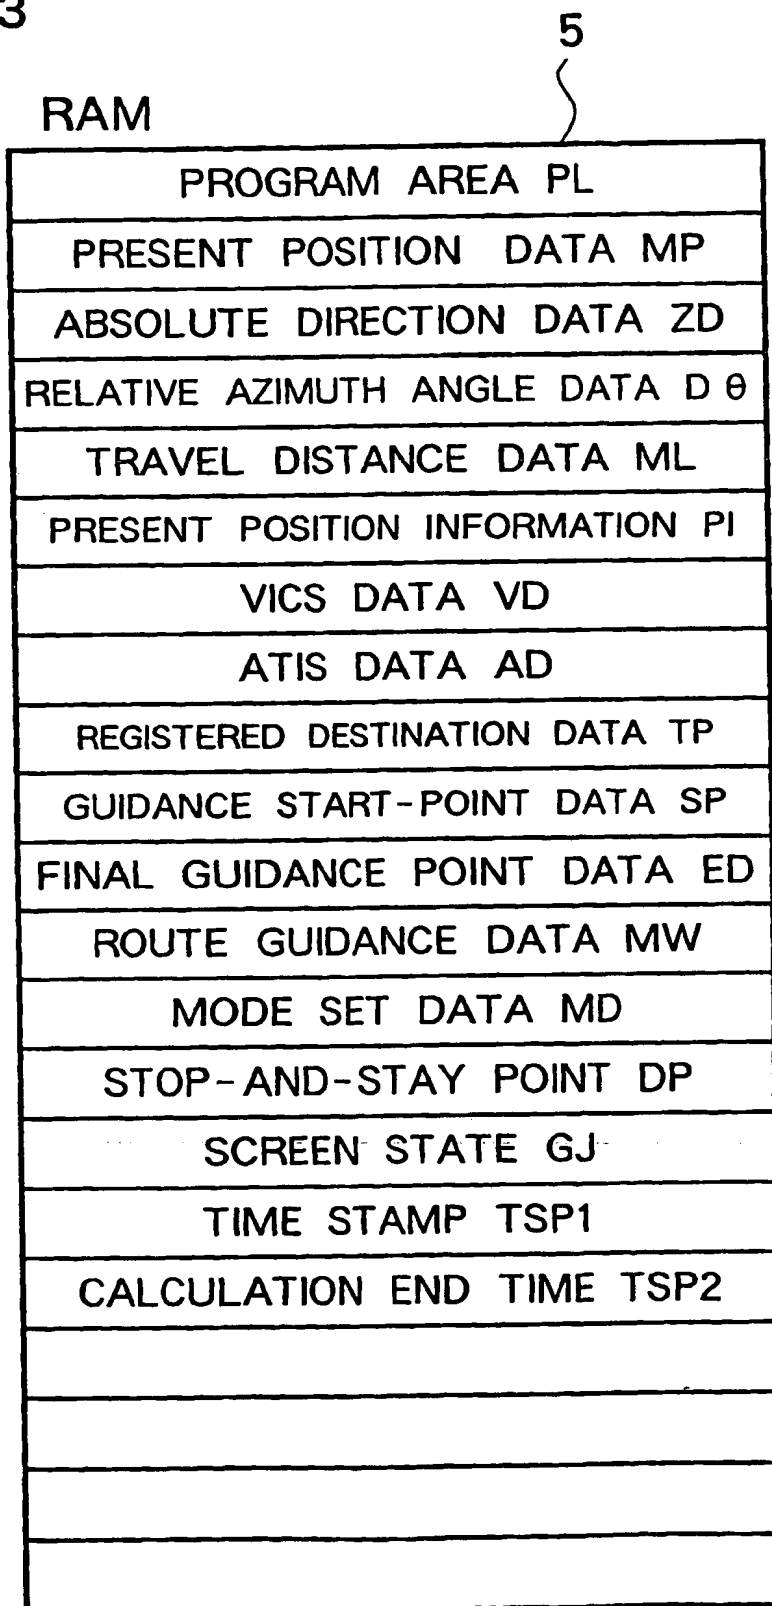 3
5
RAM
PROGRAM AREA PL
PRESENT POSITION DATA MP
ABSOLUTE DIRECTION DATA ZD
RELATIVE AZIMUTH ANGLE DATA D θ
TRAVEL DISTANCE DATA ML
PRESENT POSITION INFORMATION PI
VICS DATA VD
ATIS DATA AD
REGISTERED DESTINATION DATA TP
GUIDANCE START-POINT DATA SP
FINAL GUIDANCE POINT DATA ED
ROUTE GUIDANCE DATA MW
MODE SET DATA MD
STOP-AND-STAY POINT DP
SCREEN STATE GJ
TIME STAMP TSP1
CALCULATION END TIME TSP2